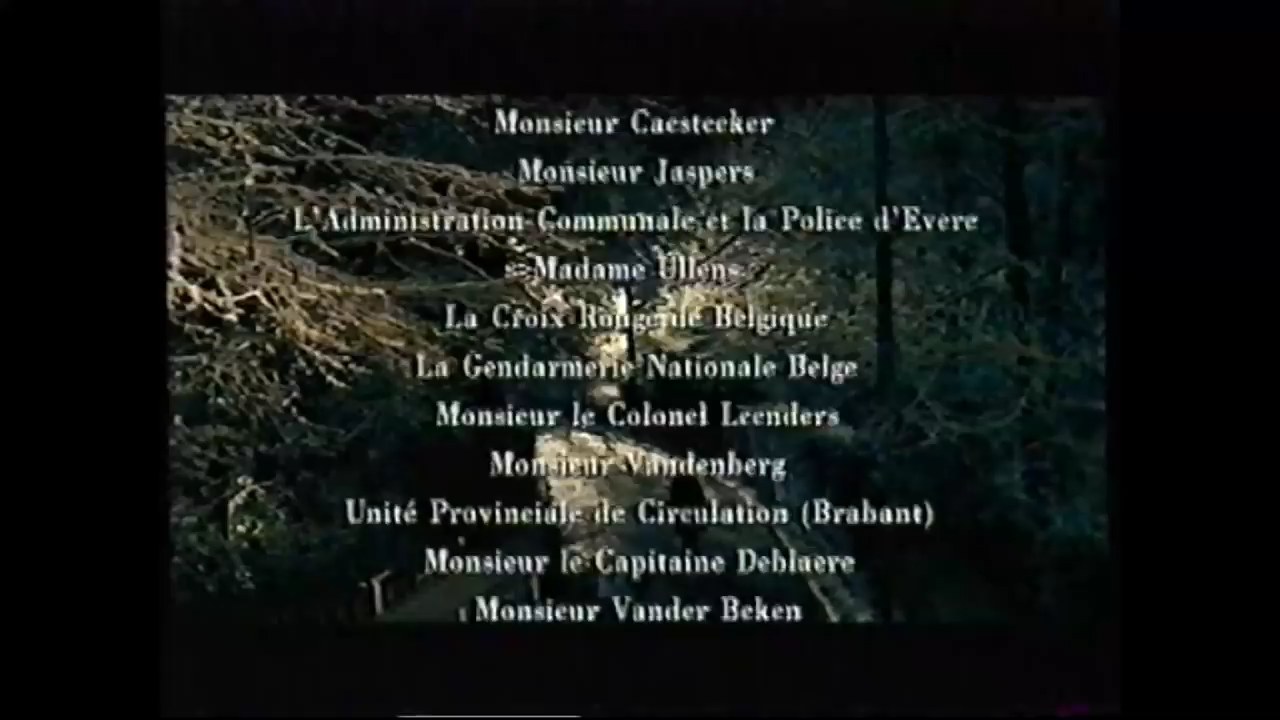 Monsieur Caesteeker
Monsieur Jaspers
L'Administration Communale et la Police d'Evere
Madame Ullens
La Croix Rouge de Belgique
La Gendarmerie Nationale Belge
Monsieur le Colonel Leenders
Monsieur Vandenberg
Unité Provinciale de Circulation (Brabant)
Monsieur le Capitaine Deblaere
Monsieur Vander Beken